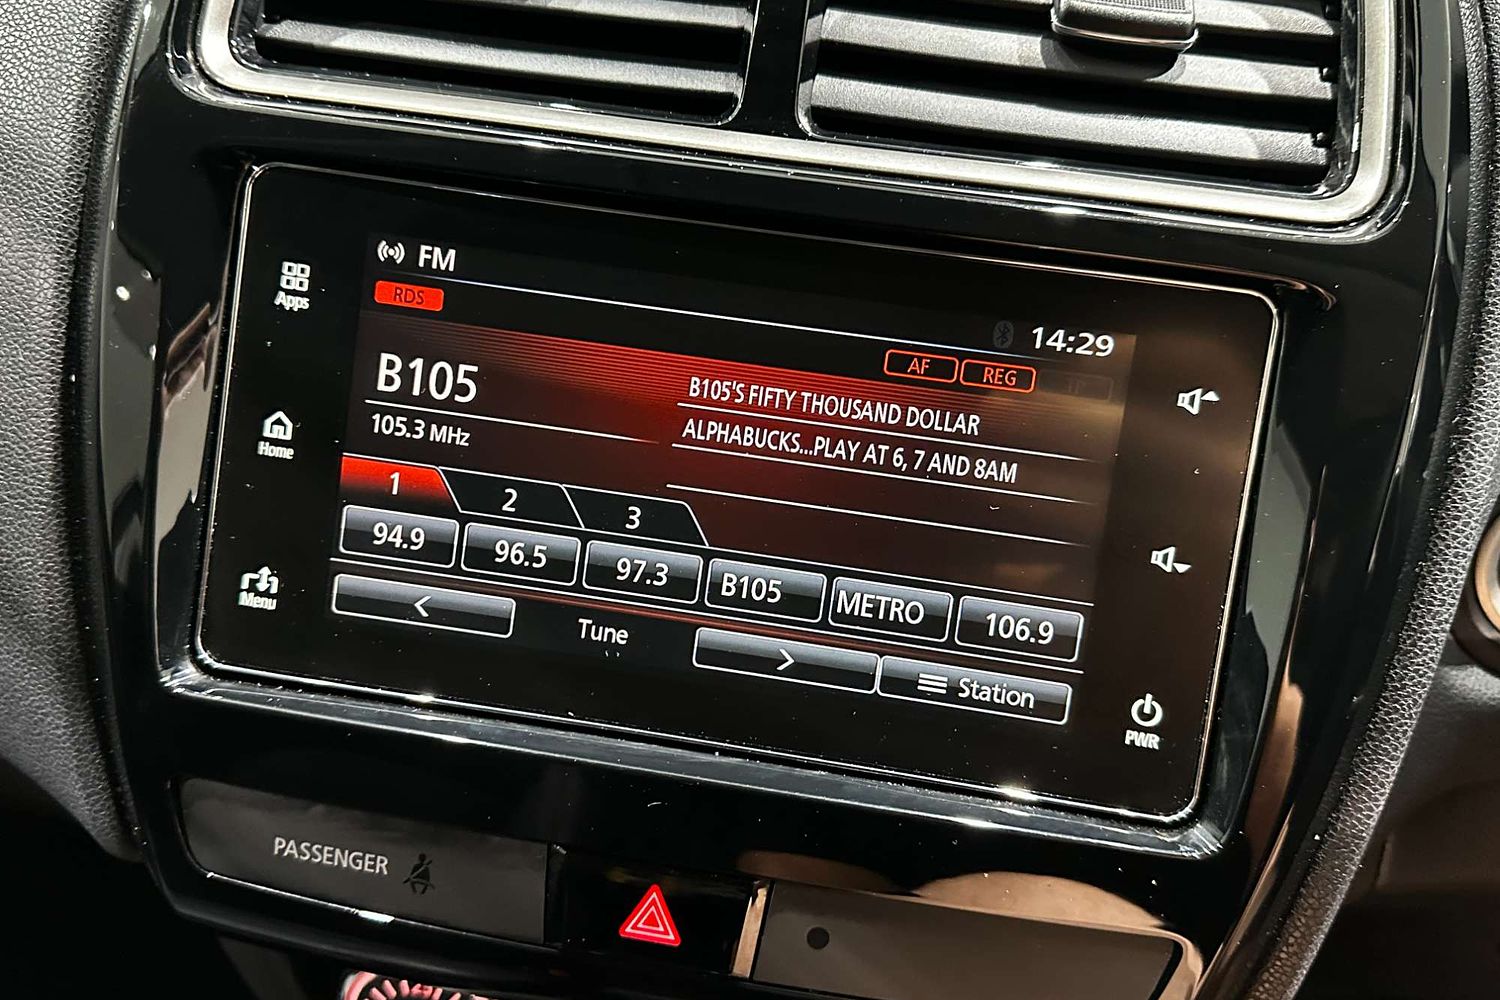 FM
Apps
RDS
14:29
AF
REG
B105
B105'S FIFTY THOUSAND DOLLAR
105.3 MHz
ALPHABUCKS...PLAY AT 6, 7 AND 8AM
Home
1
2
3
94.9
96.5
97.3
B105
METRO
106.9
Menu
Tune
Station
PWR
PASSENGER